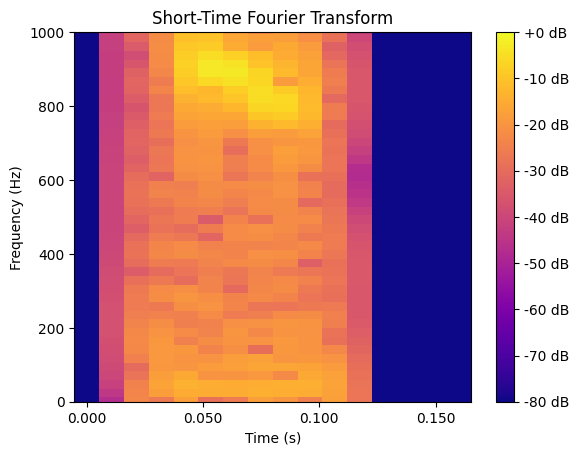 Short-Time Fourier Transform
1000
800
600
400
200
0
Frequency (Hz)
0.000
0.050
0.100
0.150
Time (s)
+0 dB
-10 dB
-20 dB
-30 dB
-40 dB
-50 dB
-60 dB
-70 dB
-80 dB